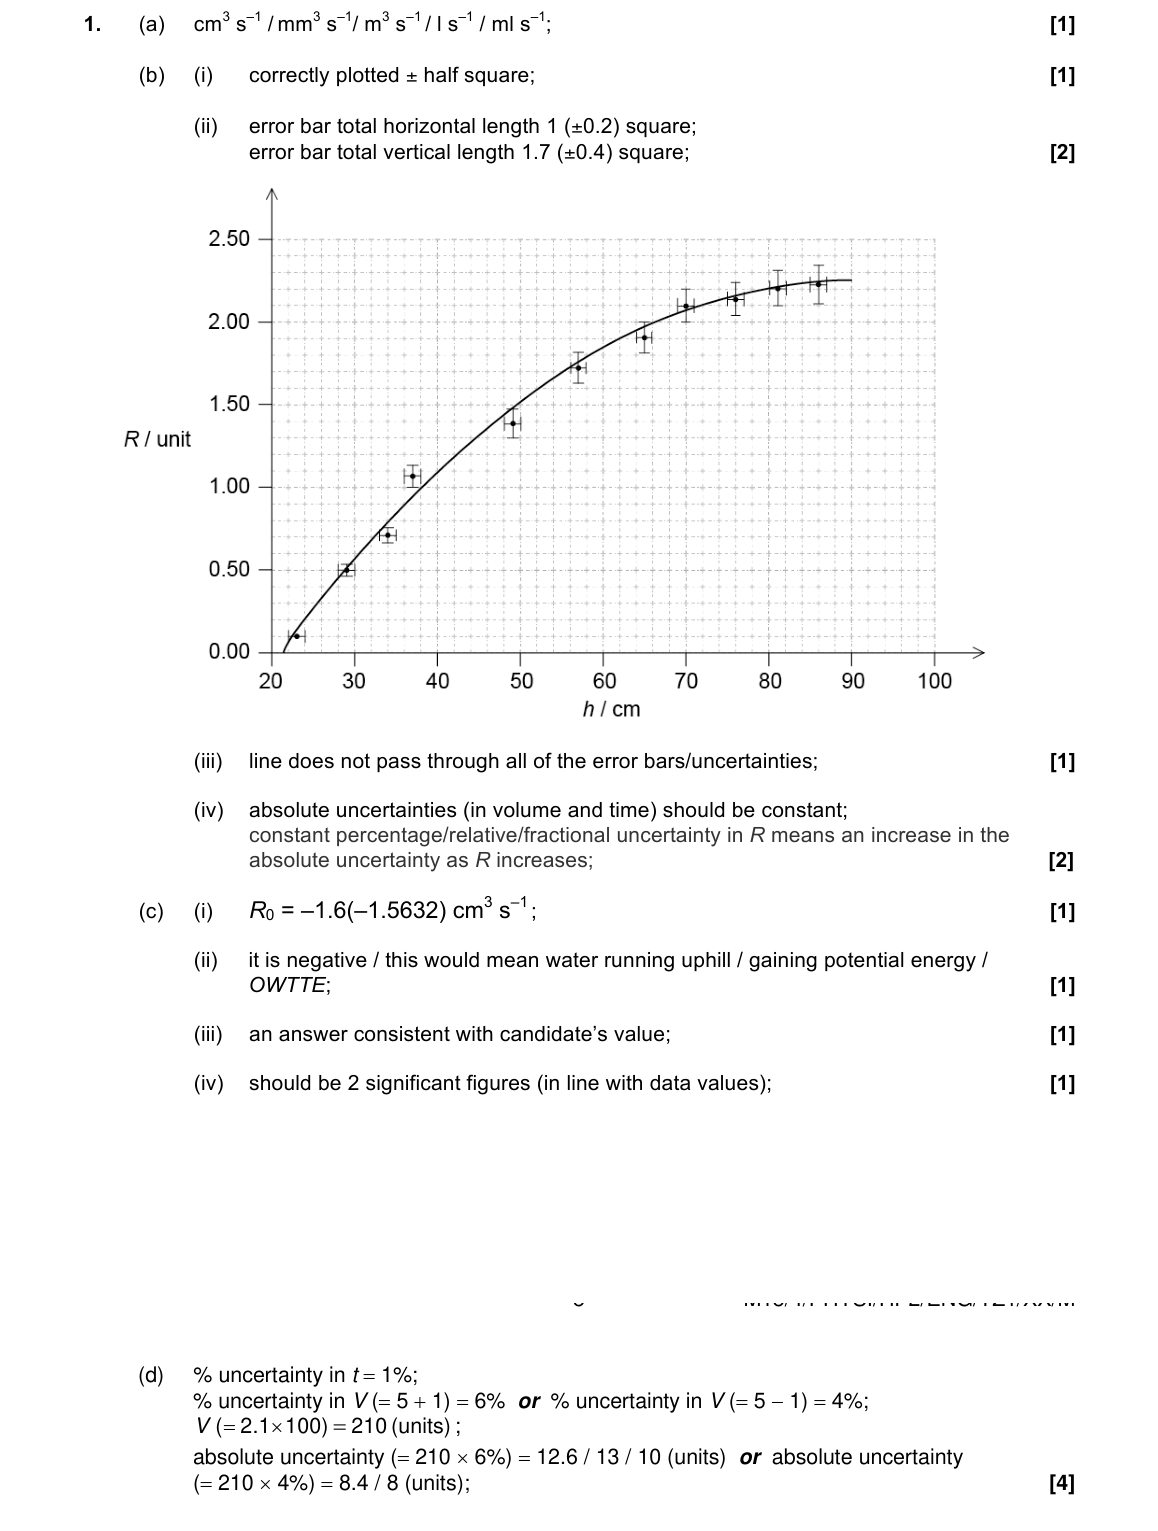 1. (a) cm³ s⁻¹ / mm³ s⁻¹/ m³ s⁻¹ / l s⁻¹ / ml s⁻¹; [1]
(b) (i) correctly plotted ± half square; [1]
(ii) error bar total horizontal length 1 (±0.2) square;
error bar total vertical length 1.7 (±0.4) square; [2]
2.50
2.00
1.50
R / unit
1.00
0.50
0.00
20 30 40 50 60 70 80 90 100
h / cm
(iii) line does not pass through all of the error bars/uncertainties; [1]
(iv) absolute uncertainties (in volume and time) should be constant;
constant percentage/relative/fractional uncertainty in R means an increase in the
absolute uncertainty as R increases; [2]
(c) (i) R₀ = –1.6(–1.5632) cm³ s⁻¹; [1]
(ii) it is negative / this would mean water running uphill / gaining potential energy /
OWTTE; [1]
(iii) an answer consistent with candidate’s value; [1]
(iv) should be 2 significant figures (in line with data values); [1]
(d) % uncertainty in t = 1%;
% uncertainty in V (= 5 + 1) = 6% or % uncertainty in V (= 5 − 1) = 4%;
V (= 2.1×100) = 210 (units) ;
absolute uncertainty (= 210 × 6%) = 12.6 / 13 / 10 (units) or absolute uncertainty
(= 210 × 4%) = 8.4 / 8 (units); [4]